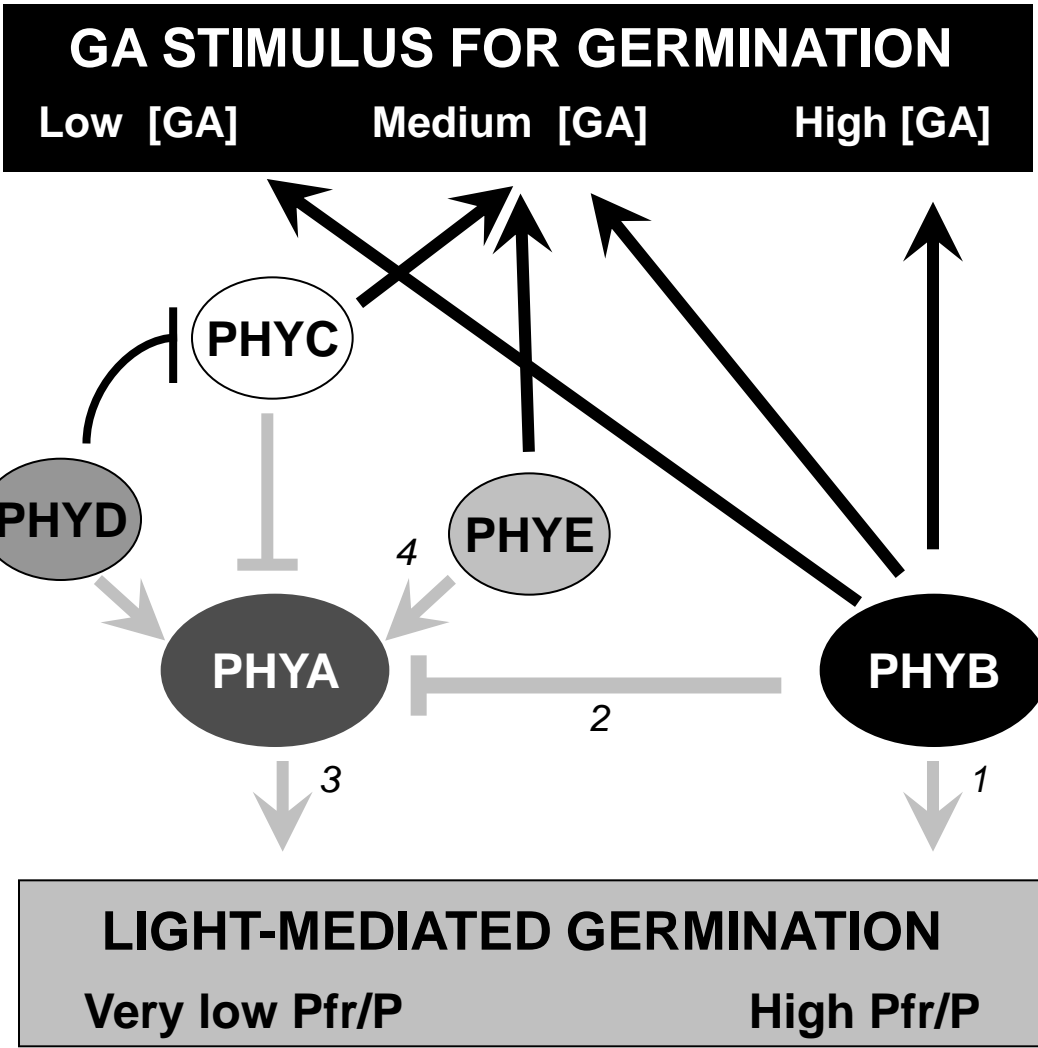 GA STIMULUS FOR GERMINATION
Low [GA] Medium [GA] High [GA]
PHYC
PHYD
PHYE
4
PHYA
PHYB
2
3
1
LIGHT-MEDIATED GERMINATION
Very low Pfr/P High Pfr/P